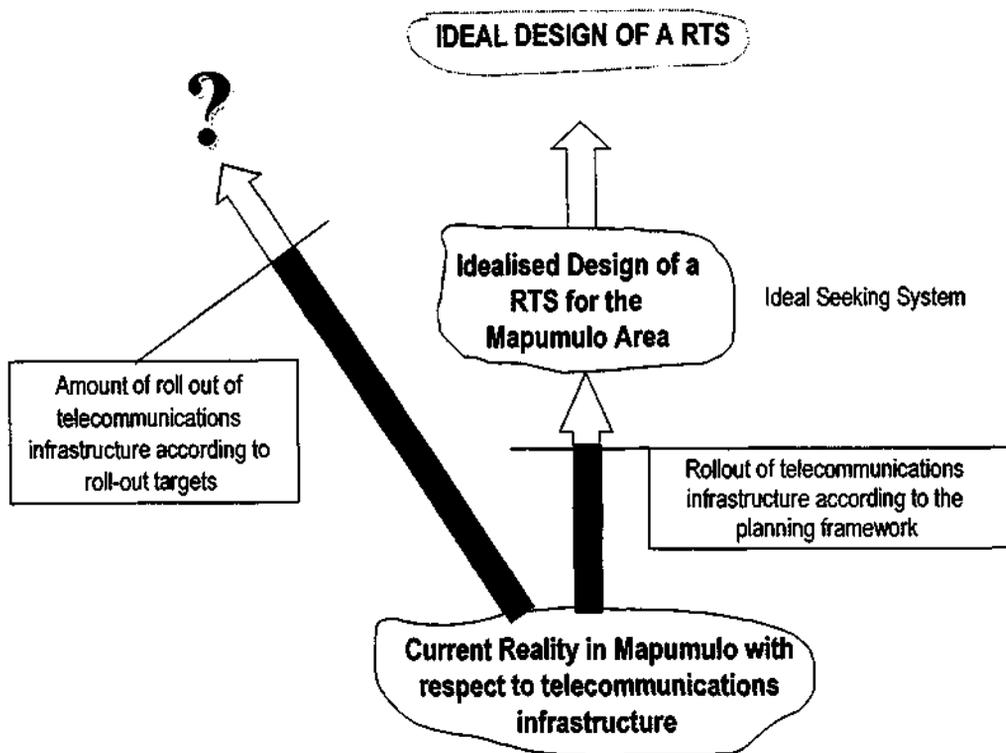 IDEAL DESIGN OF A RTS
?
Idealised Design of a
RTS for the
Mapumulo Area
Ideal Seeking System
Amount of roll out of
telecommunications
infrastructure according to
roll-out targets
Rollout of telecommunications
infrastructure according to the
planning framework
Current Reality in Mapumulo with
respect to telecommunications
infrastructure